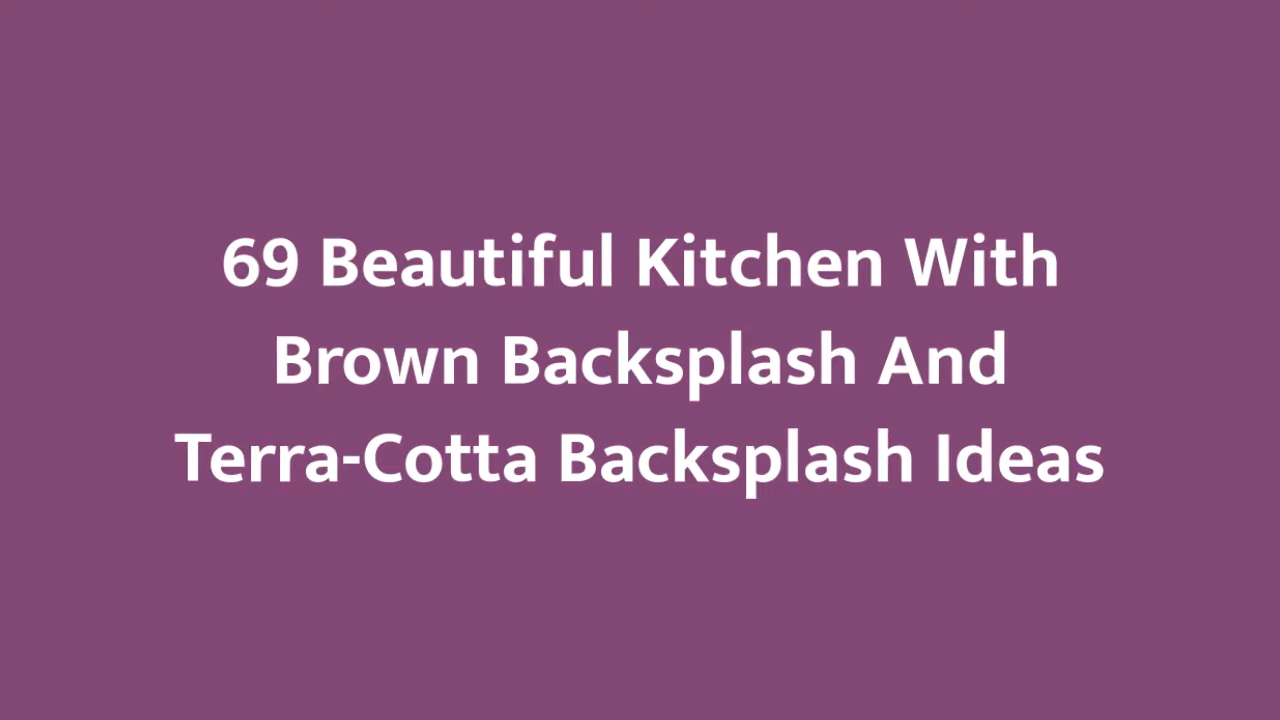 69 Beautiful Kitchen With
Brown Backsplash And
Terra-Cotta Backsplash Ideas